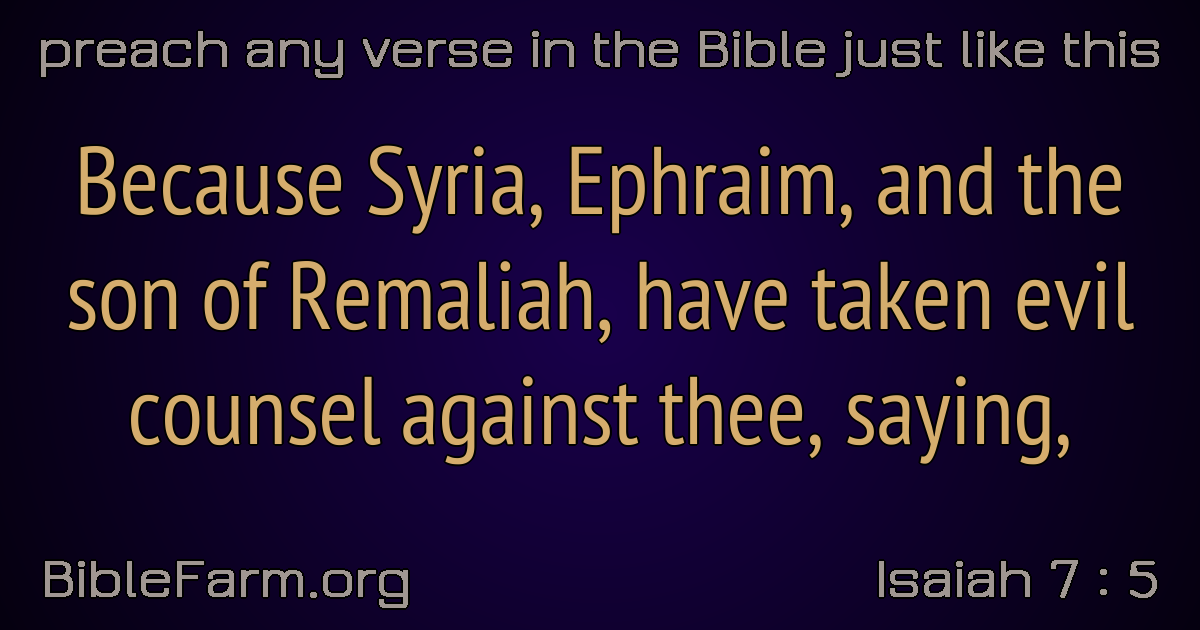 preach any verse in the Bible just like this
Because Syria, Ephraim, and the
son of Remaliah, have taken evil
counsel against thee, saying,
BibleFarm.org
Isaiah 7 : 5